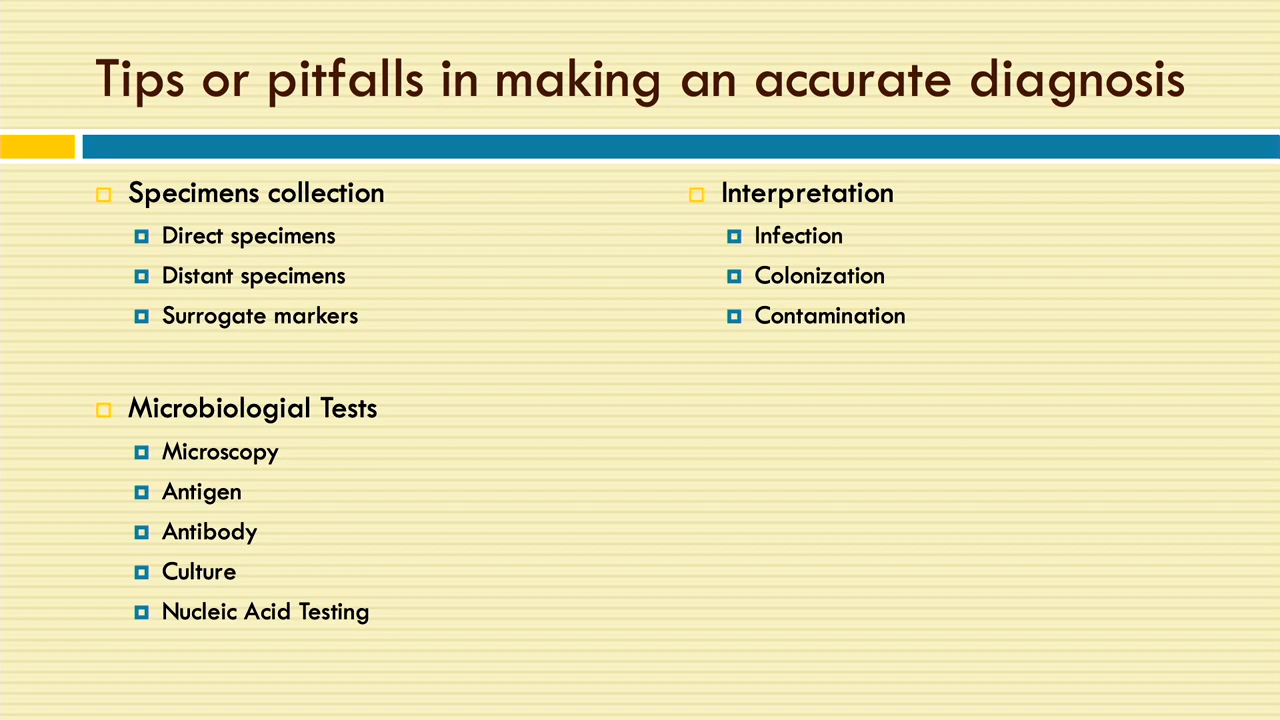 Tips or pitfalls in making an accurate diagnosis
Specimens collection
Direct specimens
Distant specimens
Surrogate markers
Microbiologial Tests
Microscopy
Antigen
Antibody
Culture
Nucleic Acid Testing
Interpretation
Infection
Colonization
Contamination